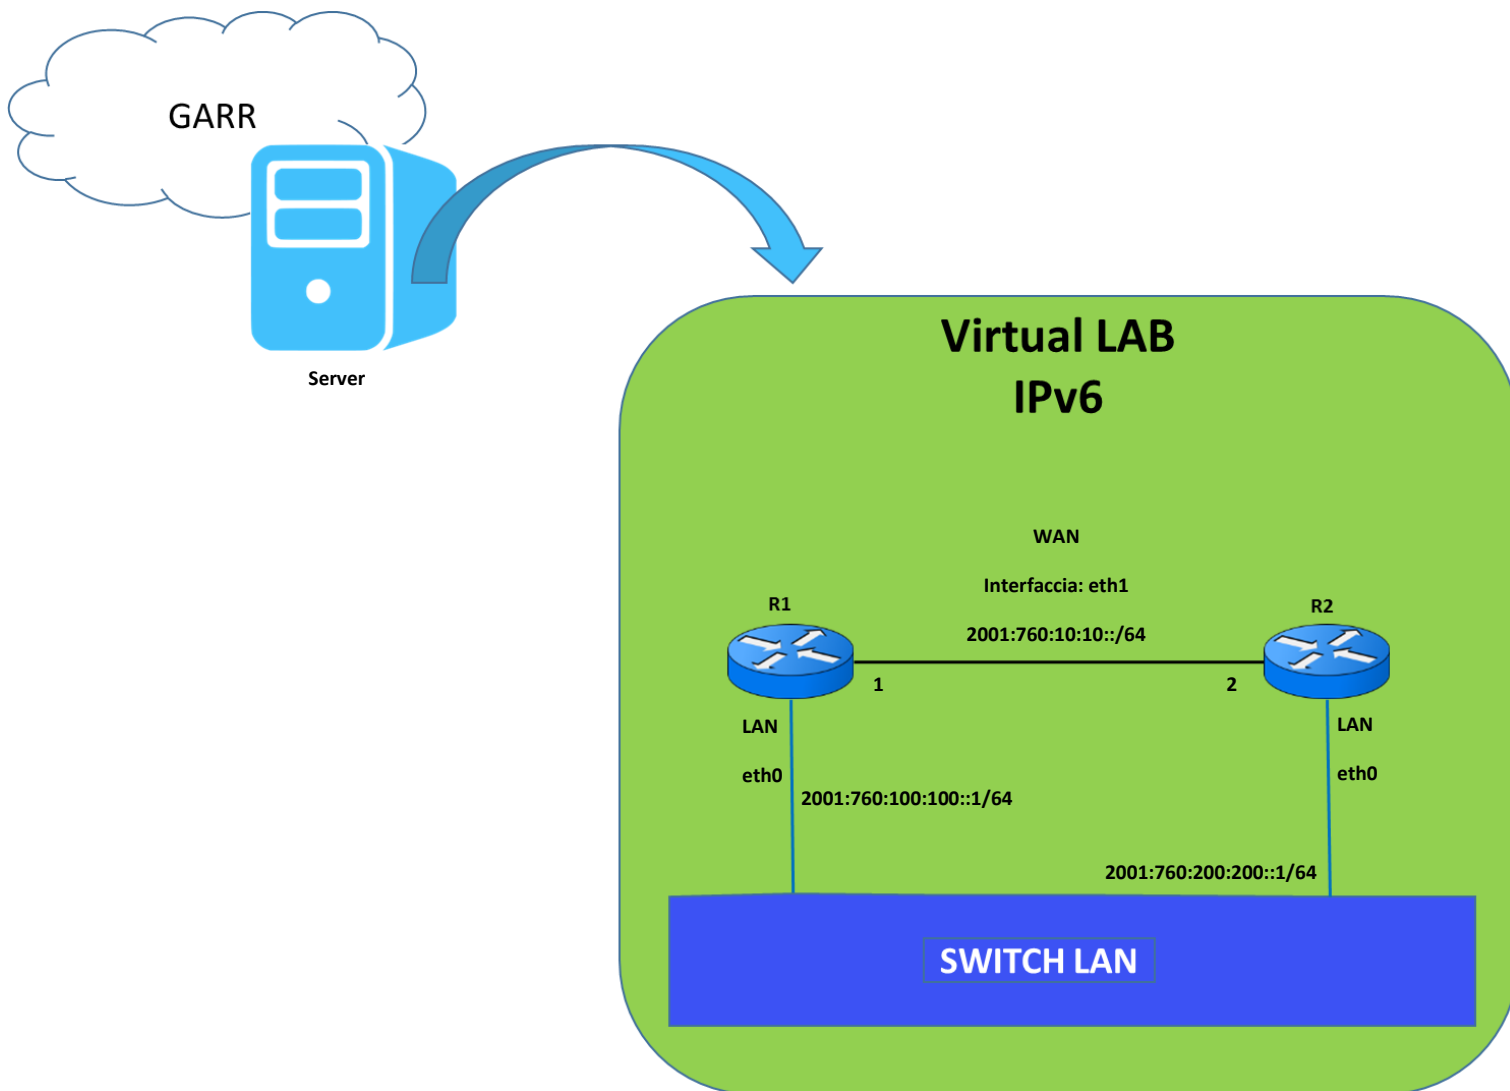 GARR
Server
Virtual LAB
IPv6
WAN
Interfaccia: eth1
R1
R2
2001:760:10:10::/64
1
2
LAN
LAN
eth0
eth0
2001:760:100:100::1/64
2001:760:200:200::1/64
SWITCH LAN